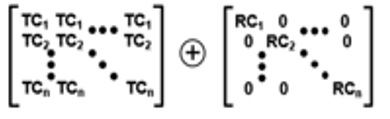 TC₁ TC₁ ••• TC₁ RC₁ 0 ••• 0
TC₂ TC₂ TC₂ ⊕ 0 RC₂ 0
TCₙ TCₙ TCₙ 0 0 RCₙ